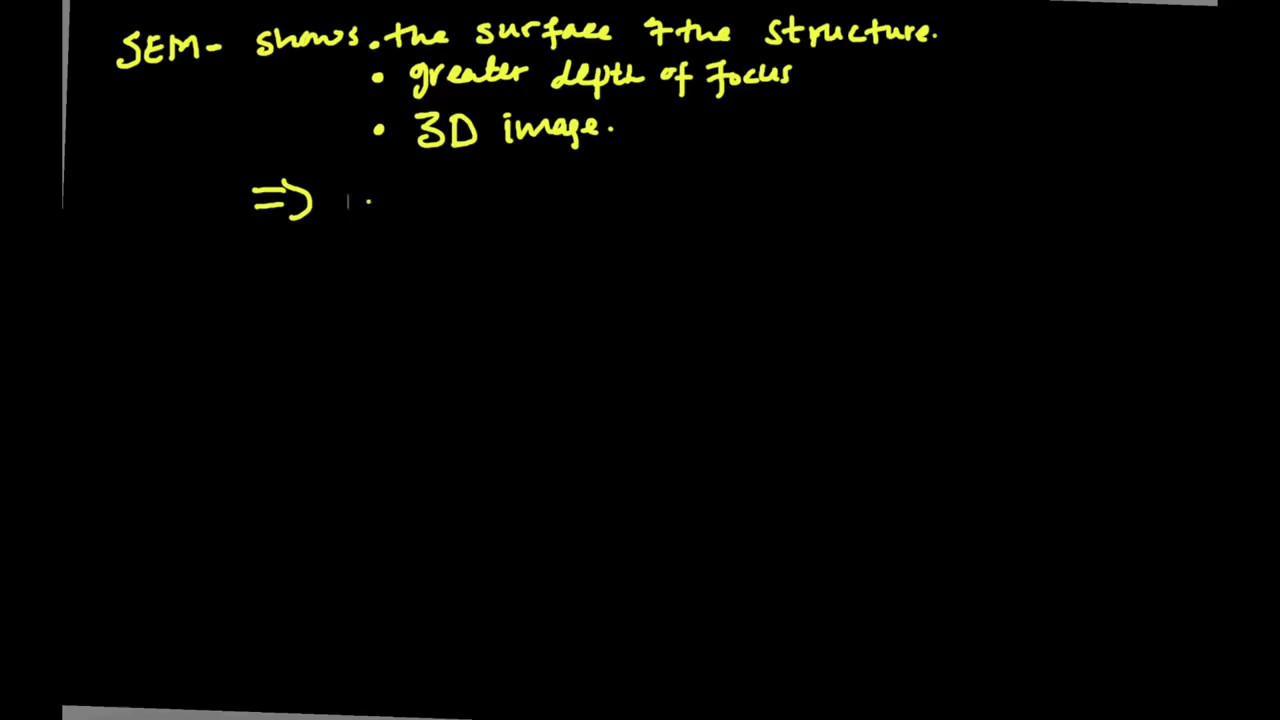 SEM - shows • the surface of the structure.
• greater depth of focus
• 3D image.
⇒